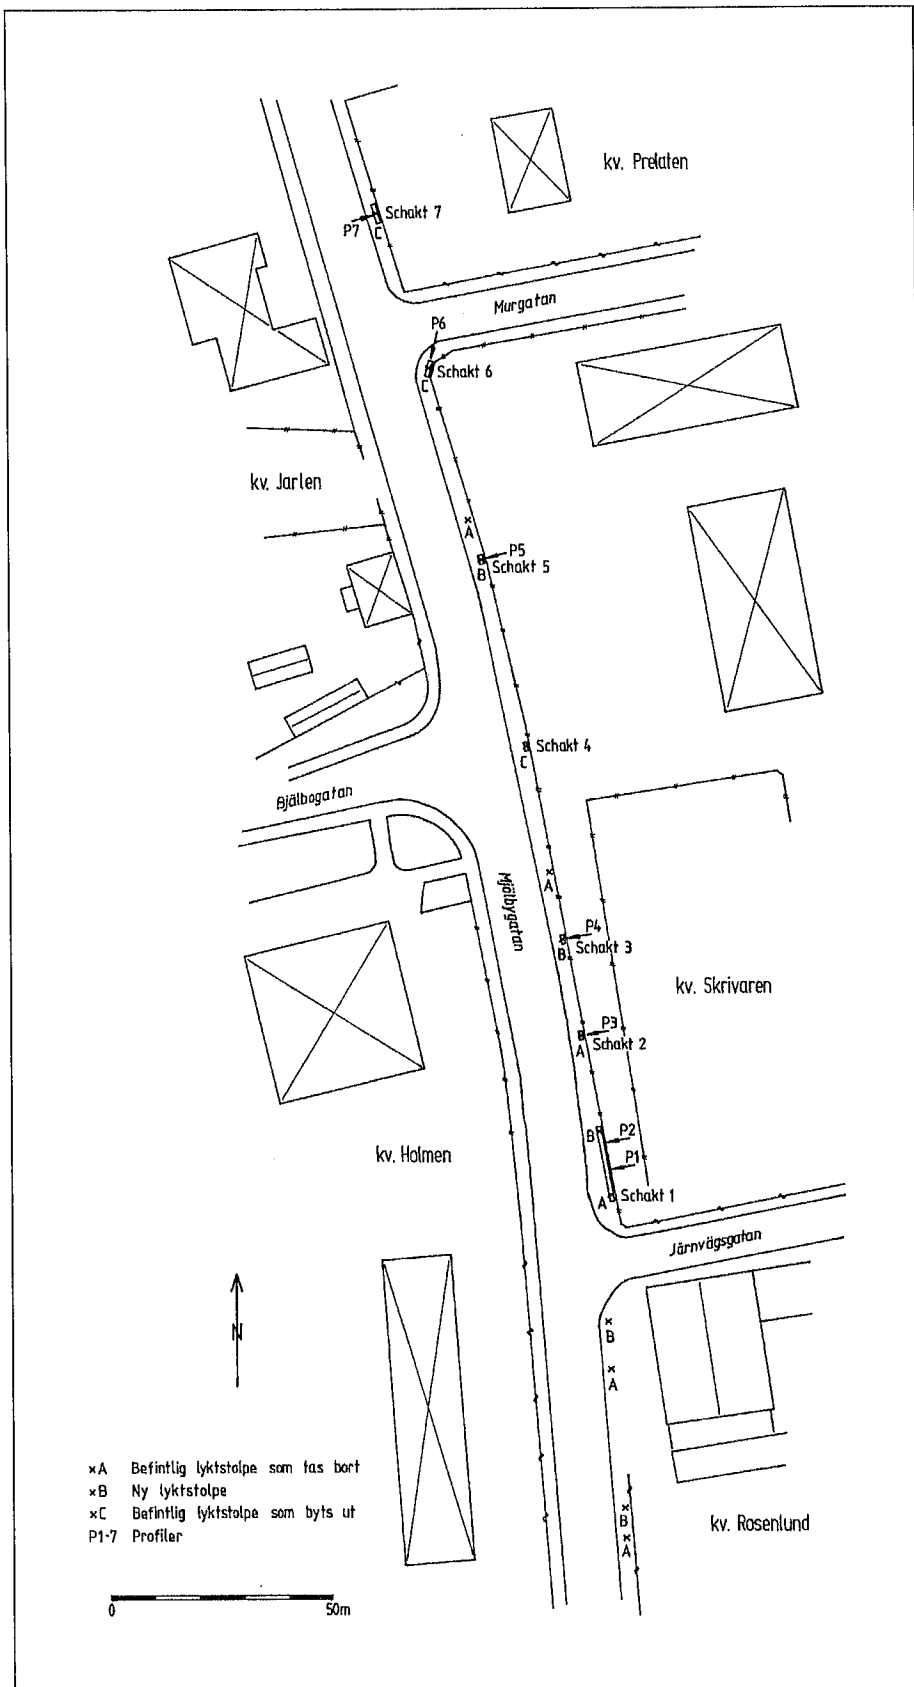 kv. Prelaten
Schakt 7
P7
C
Murgatan
P6
Schakt 6
C
kv. Jarlen
A
P5
B
Schakt 5
Schakt 4
C
Bjälbogatan
A
Mjälbygatan
P4
B
Schakt 3
kv. Skrivaren
P3
A
Schakt 2
B
P2
P1
kv. Holmen
A
Schakt 1
Järnvägsgatan
B
N
A
×A Befintlig lyktstolpe som tas bort
×B Ny lyktstolpe
×C Befintlig lyktstolpe som byts ut
P1-7 Profiler
B
A
kv. Rosenlund
0 50m